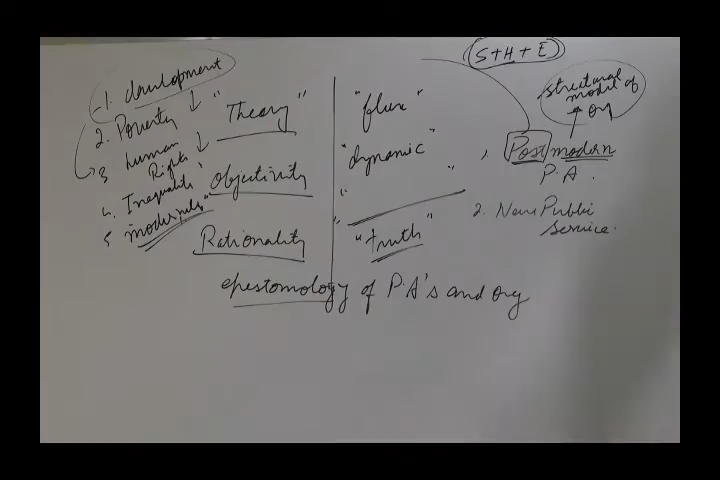 S+H+E
structural
model of
org
1. development
2. Poverty ↓
3 human
Rights ↓
4. Inequality
5 modernity"
"Theory"
Objectivity
Rationality
"flux"
"dynamic"
"truth"
Post modern
P.A.
2. New Public
Service.
epestomology of P.A's and org